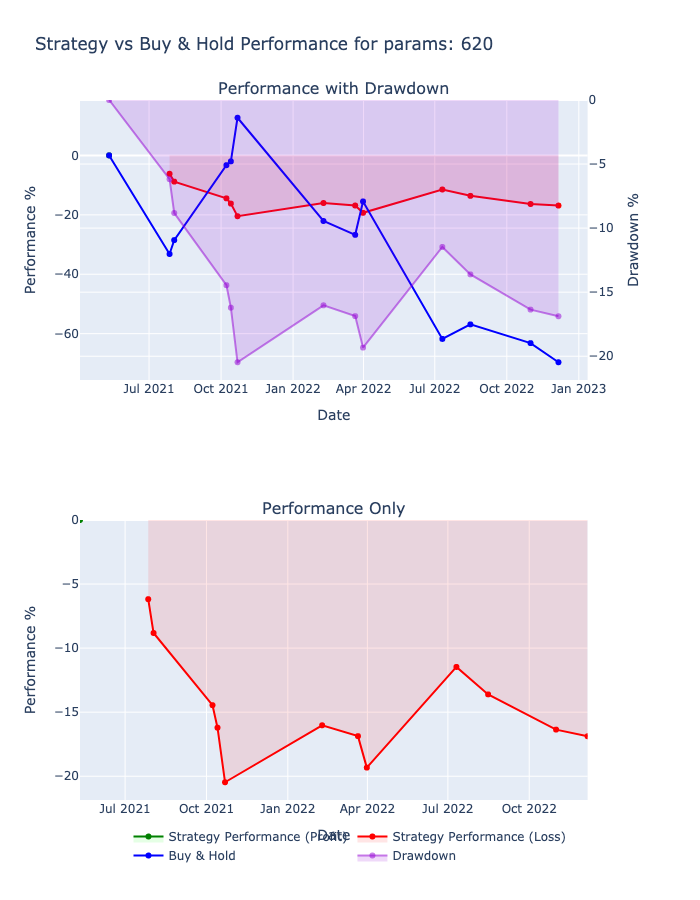 Strategy vs Buy & Hold Performance for params: 620
Performance with Drawdown
0
−20
−40
−60
Performance %
0
−5
−10
−15
−20
Drawdown %
Jul 2021 Oct 2021 Jan 2022 Apr 2022 Jul 2022 Oct 2022 Jan 2023
Date
Performance Only
0
−5
−10
−15
−20
Performance %
Jul 2021 Oct 2021 Jan 2022 Apr 2022 Jul 2022 Oct 2022
Date
Strategy Performance (Profit) Strategy Performance (Loss)
Buy & Hold Drawdown